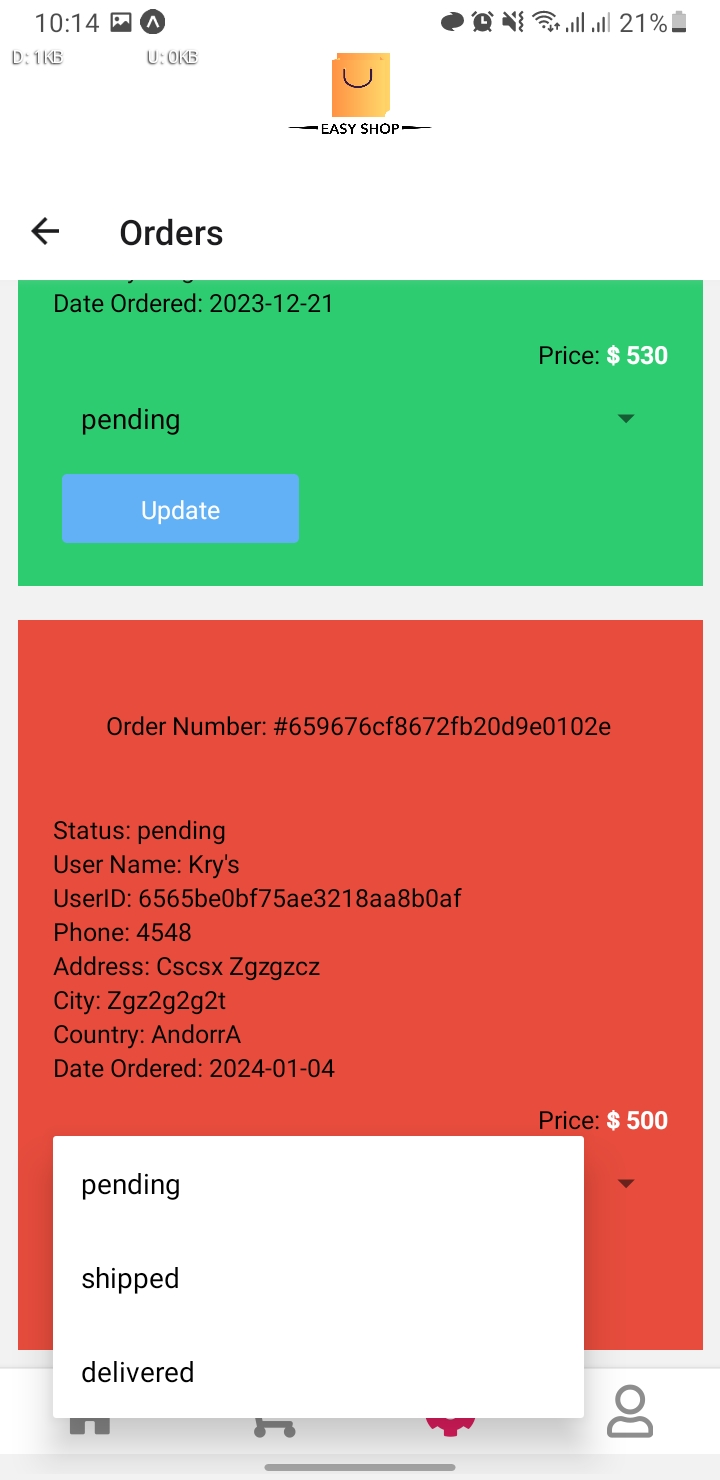 10:14 21%
D: 1KB U: 0KB
EASY SHOP
Orders
Date Ordered: 2023-12-21
Price: $ 530
pending
Update
Order Number: #659676cf8672fb20d9e0102e
Status: pending
User Name: Kry's
UserID: 6565be0bf75ae3218aa8b0af
Phone: 4548
Address: Cscsx Zgzgzcz
City: Zgz2g2g2t
Country: AndorrA
Date Ordered: 2024-01-04
Price: $ 500
pending
shipped
delivered